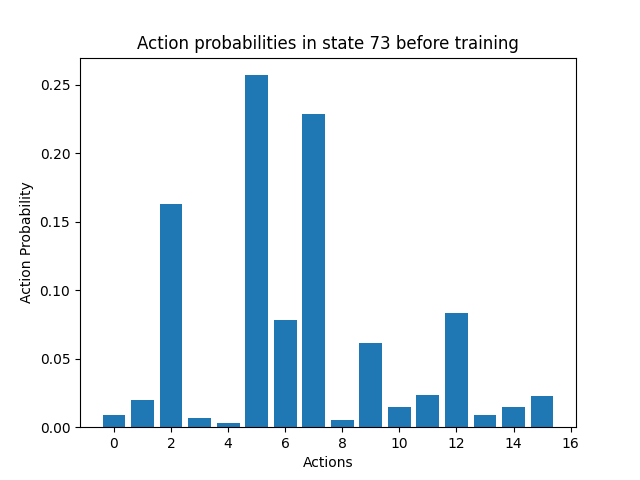 Action probabilities in state 73 before training
0.25
0.20
0.15
0.10
0.05
0.00
Action Probability
0 2 4 6 8 10 12 14 16
Actions